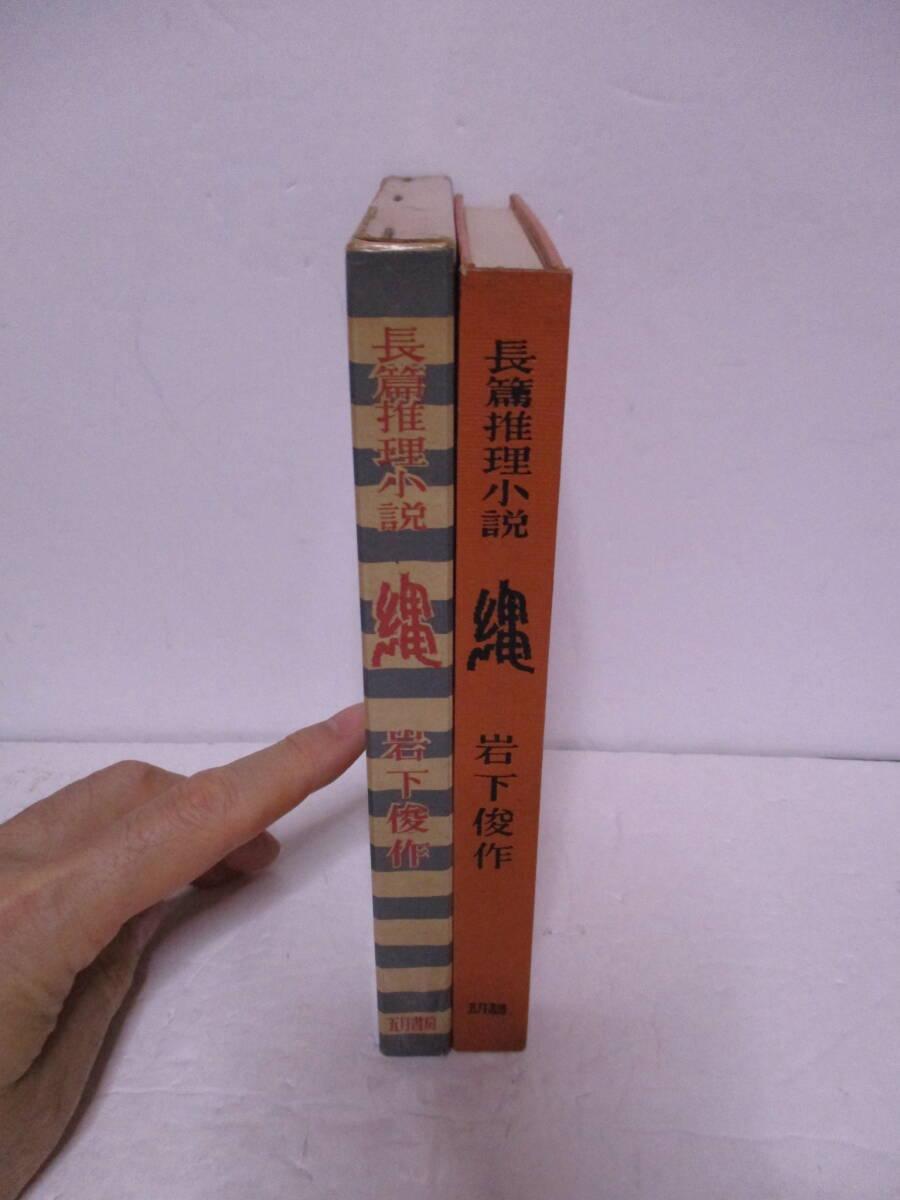 長篇推理小説
縄
岩下俊作
五月書房
長篇推理小説
縄
岩下俊作
五月書房